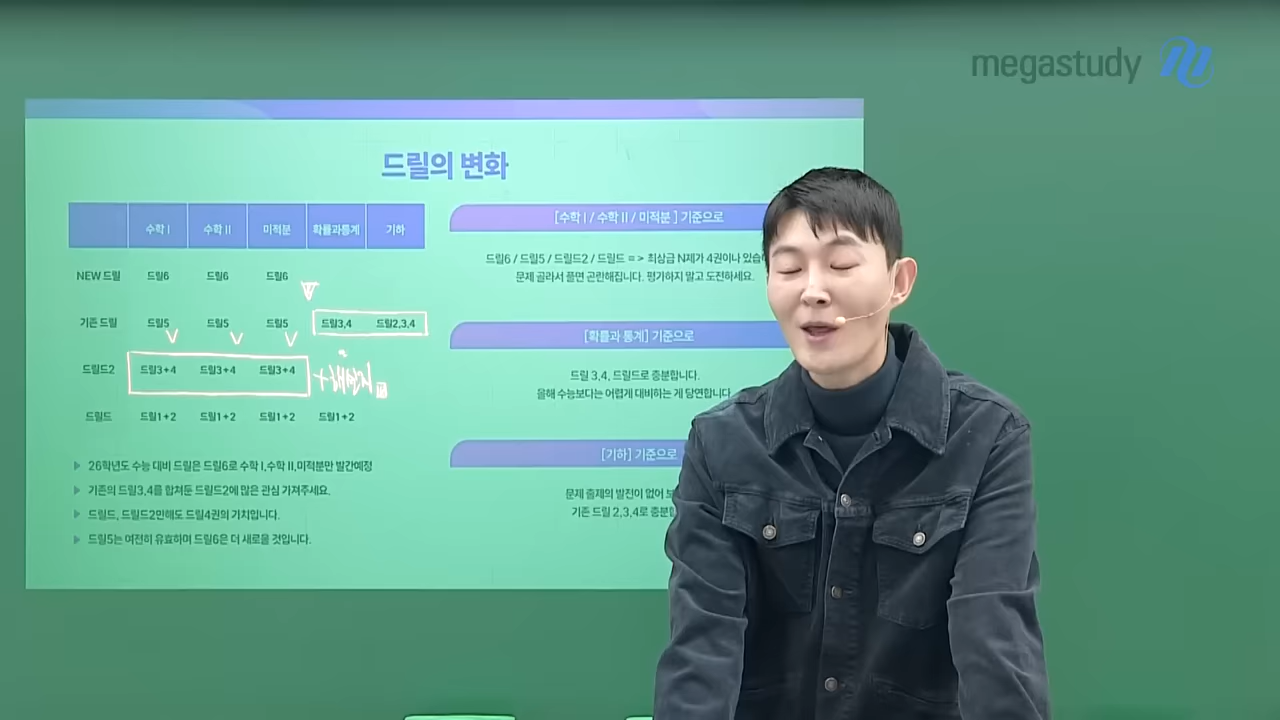 megastudy
드릴의 변화
수학 I 수학 II 미적분 확률과통계 기하
NEW 드릴 드릴6 드릴6 드릴6
기존 드릴 드릴5 드릴5 드릴5 드릴3,4 드릴2,3,4
드릴드2 드릴3+4 드릴3+4 드릴3+4
드릴드 드릴1+2 드릴1+2 드릴1+2 드릴1+2
26학년도 수능 대비 드릴은 드릴6로 수학 I,수학 II,미적분만 발간예정
기존의 드릴3,4를 합쳐둔 드릴드2에 많은 관심 가져주세요.
드릴드, 드릴드2만해도 드릴4권의 가치입니다.
드릴5는 여전히 유효하며 드릴6은 더 새로울 것입니다.
[수학 I / 수학 II / 미적분 ] 기준으로
드릴6 / 드릴5 / 드릴드2 / 드릴드 = > 최상급 N제가 4권이나
문제 골라서 풀면 곤란해집니다. 평가하지 말고 도전하세요.
[확률과 통계] 기준으로
드릴 3,4, 드릴드로 충분합니다.
올해 수능보다는 어렵게 대비하는 게 당연합니다.
[기하] 기준으로
문제 출제의 발전이 없어
기존 드릴 2,3,4로